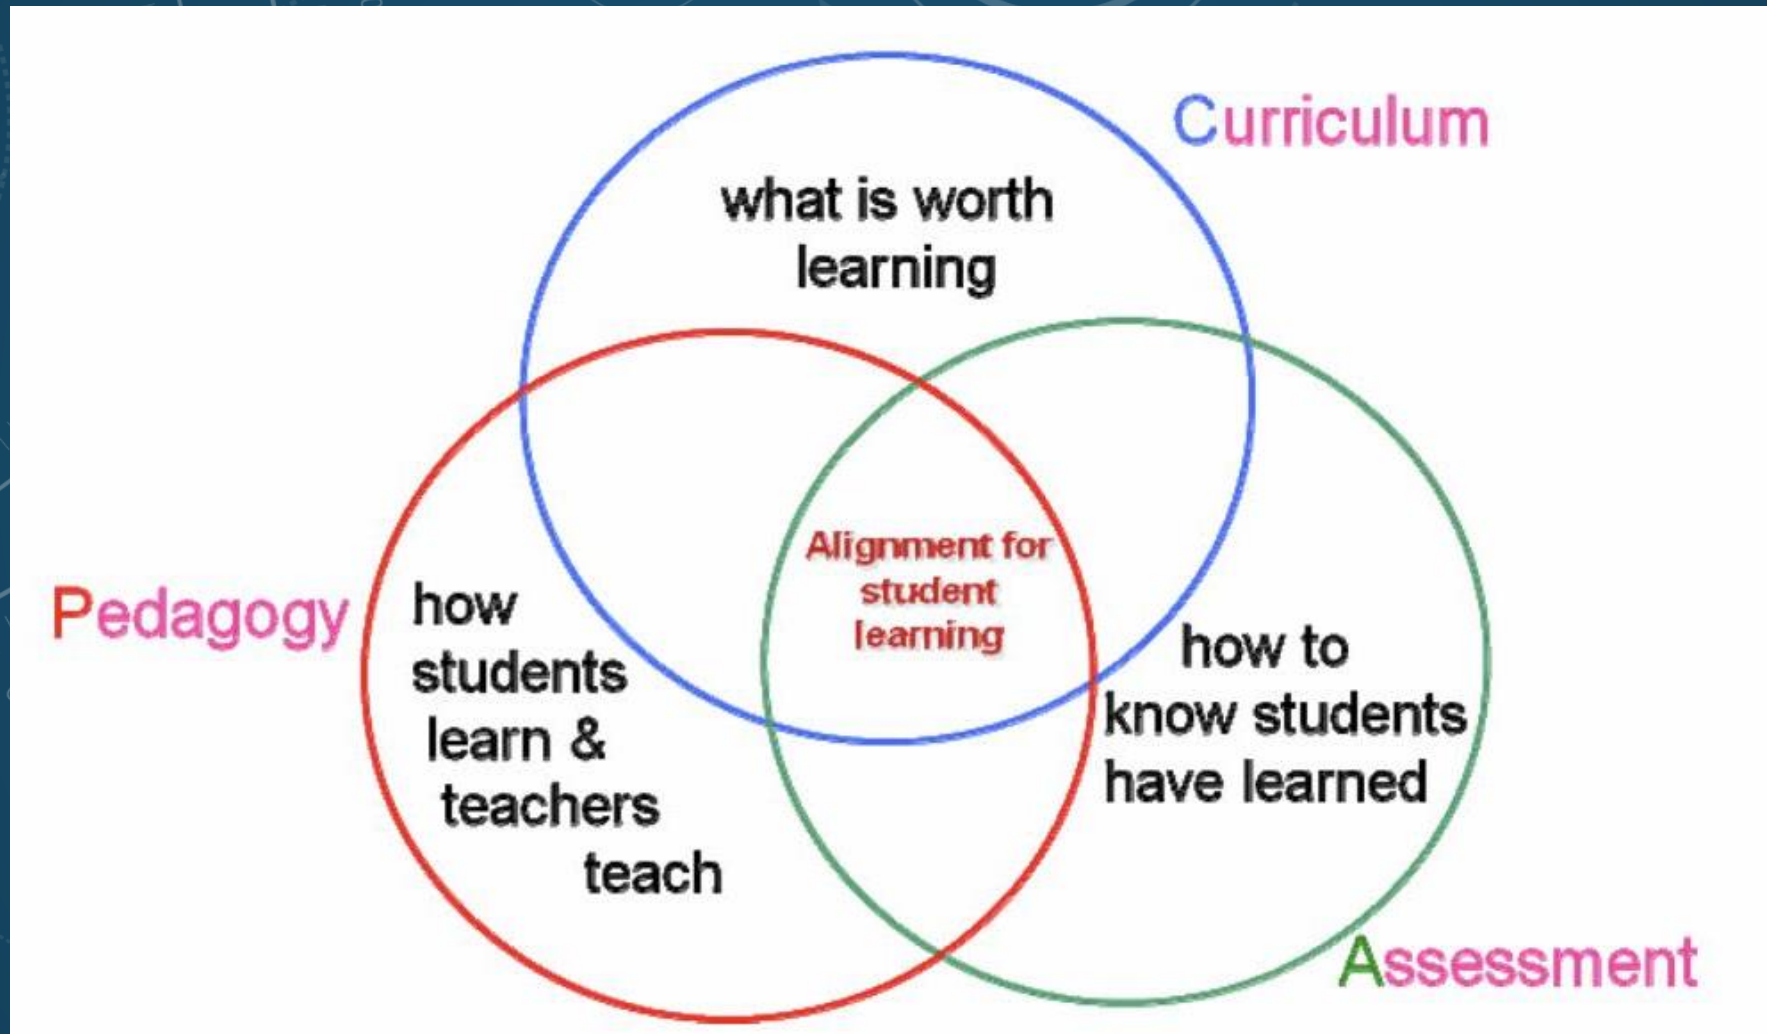 Curriculum
what is worth
learning
Alignment for
student
learning
Pedagogy
how
students
learn &
teachers
teach
how to
know students
have learned
Assessment